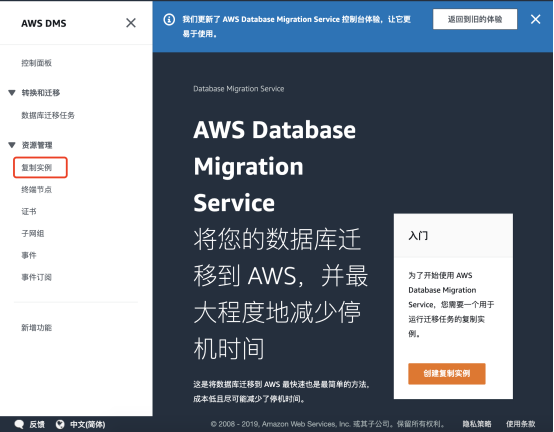 AWS DMS
控制面板
转换和迁移
数据库迁移任务
资源管理
复制实例
终端节点
证书
子网组
事件
事件订阅
新增功能
我们更新了 AWS Database Migration Service 控制台体验，让它更
易于使用。
返回到旧的体验
Database Migration Service
AWS Database
Migration
Service
将您的数据库迁
移到 AWS，并最
大程度地减少停
机时间
这是将数据库迁移到 AWS 最快速也是最简单的方法，
成本低且尽可能减少了停机时间。
入门
为了开始使用 AWS
Database Migration
Service，您需要一个用于
运行迁移任务的复制实
例。
创建复制实例
反馈
中文(简体)
© 2008 - 2019, Amazon Web Services, Inc. 或其子公司。保留所有权利。
隐私策略
使用条款